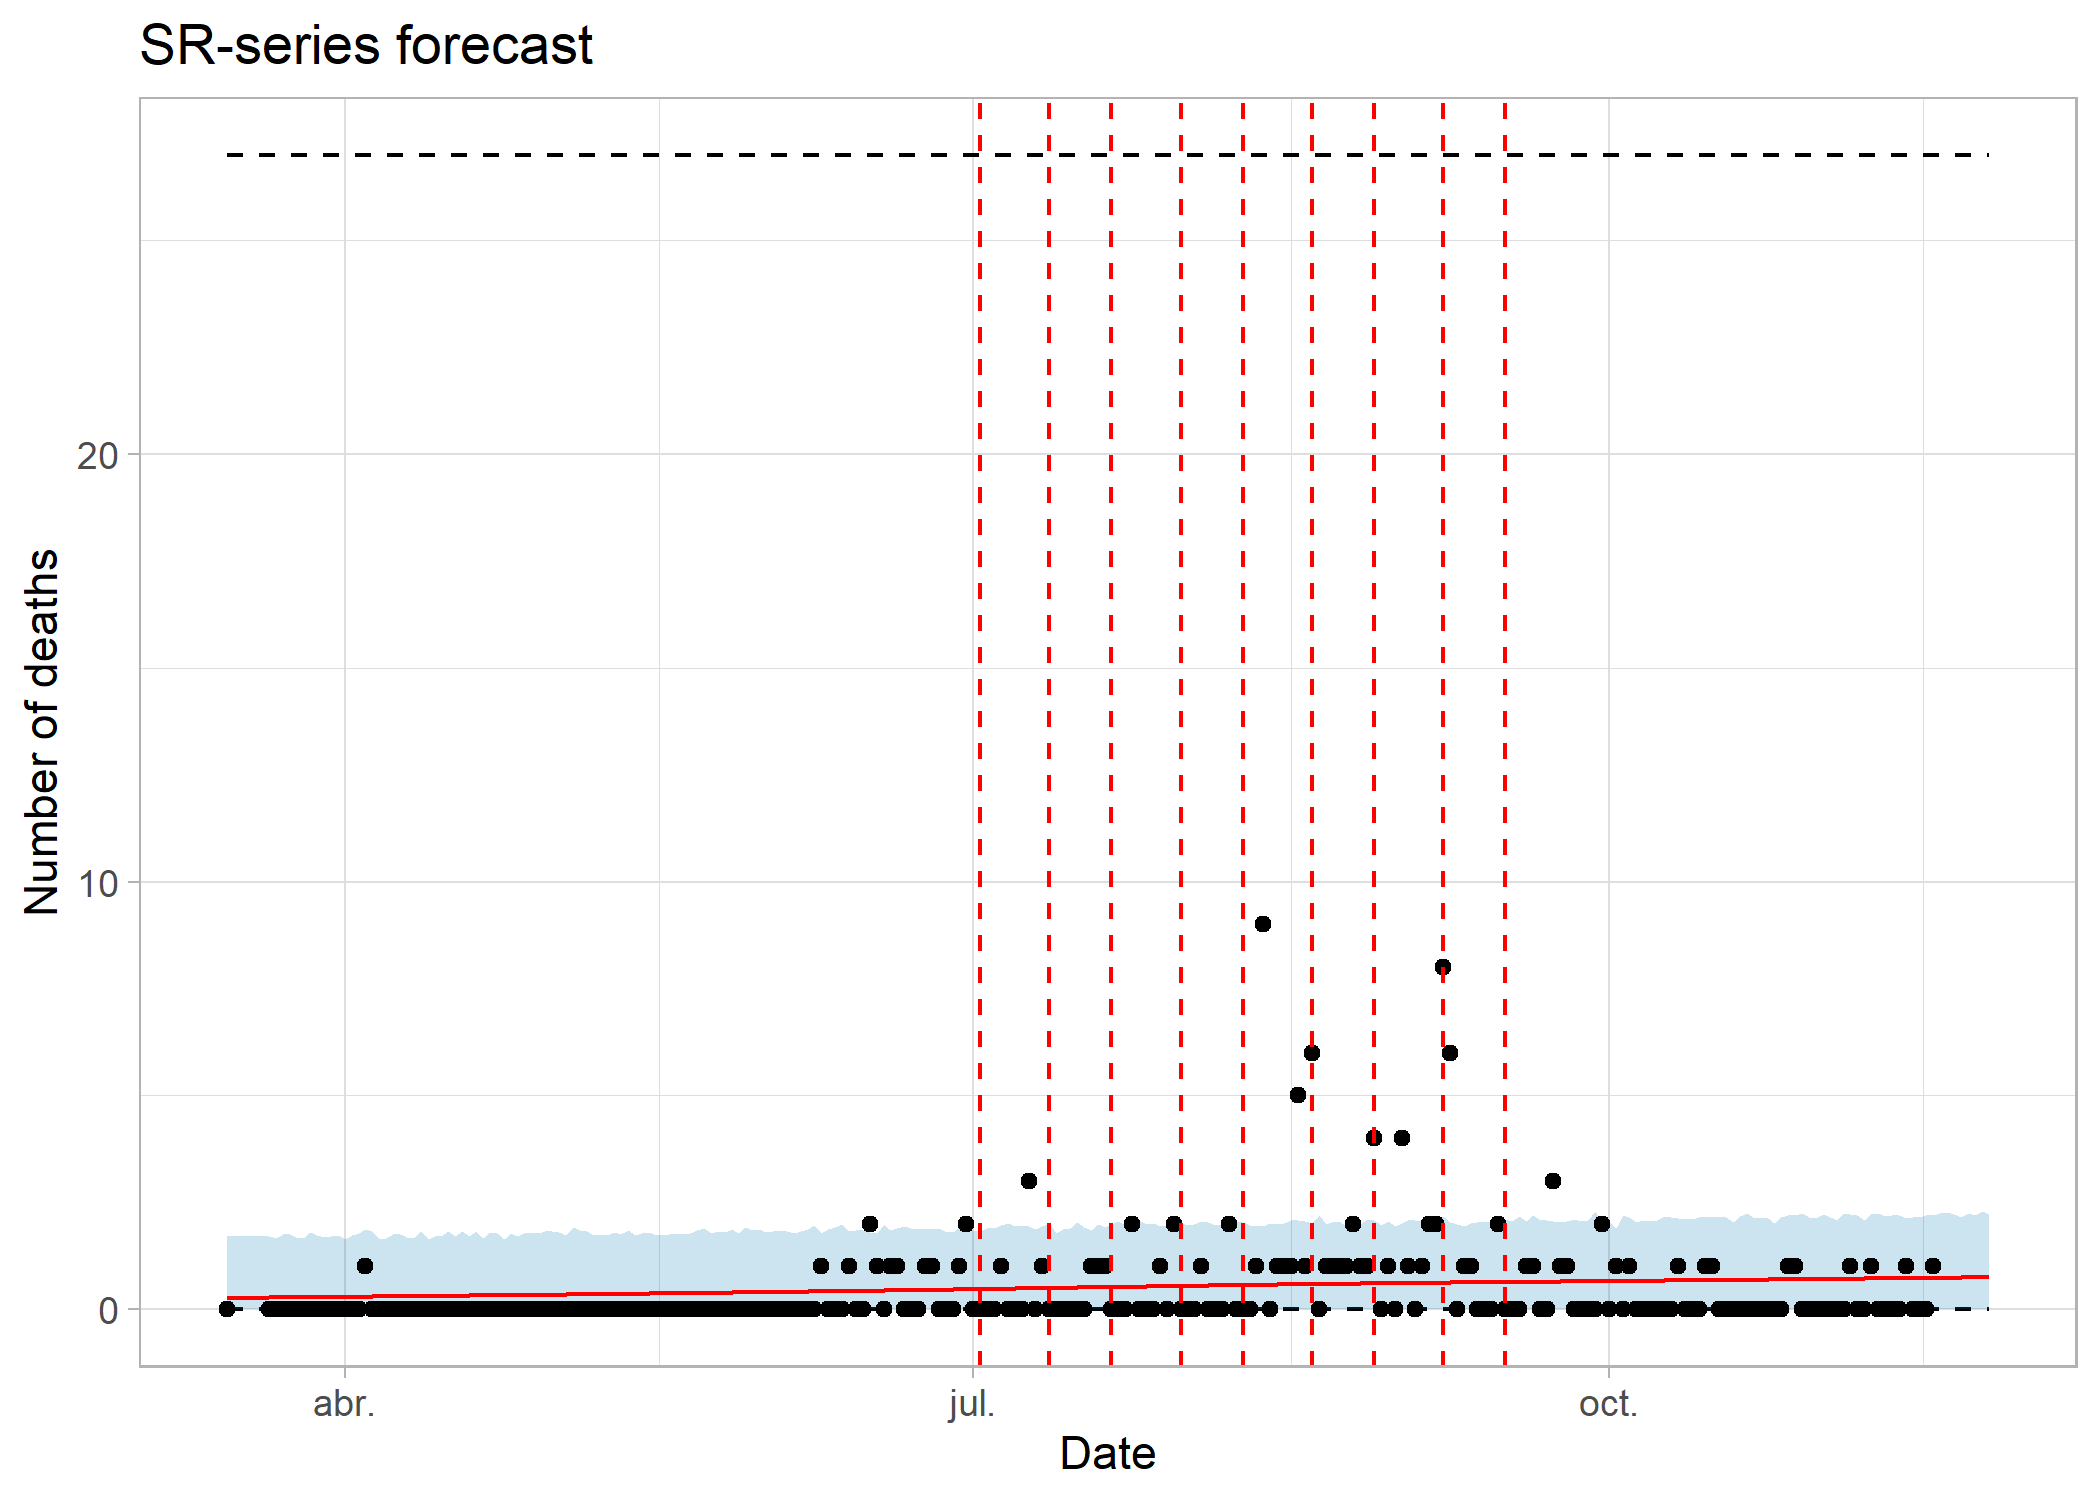 SR-series forecast
Number of deaths
20
10
0
abr.
jul.
oct.
Date